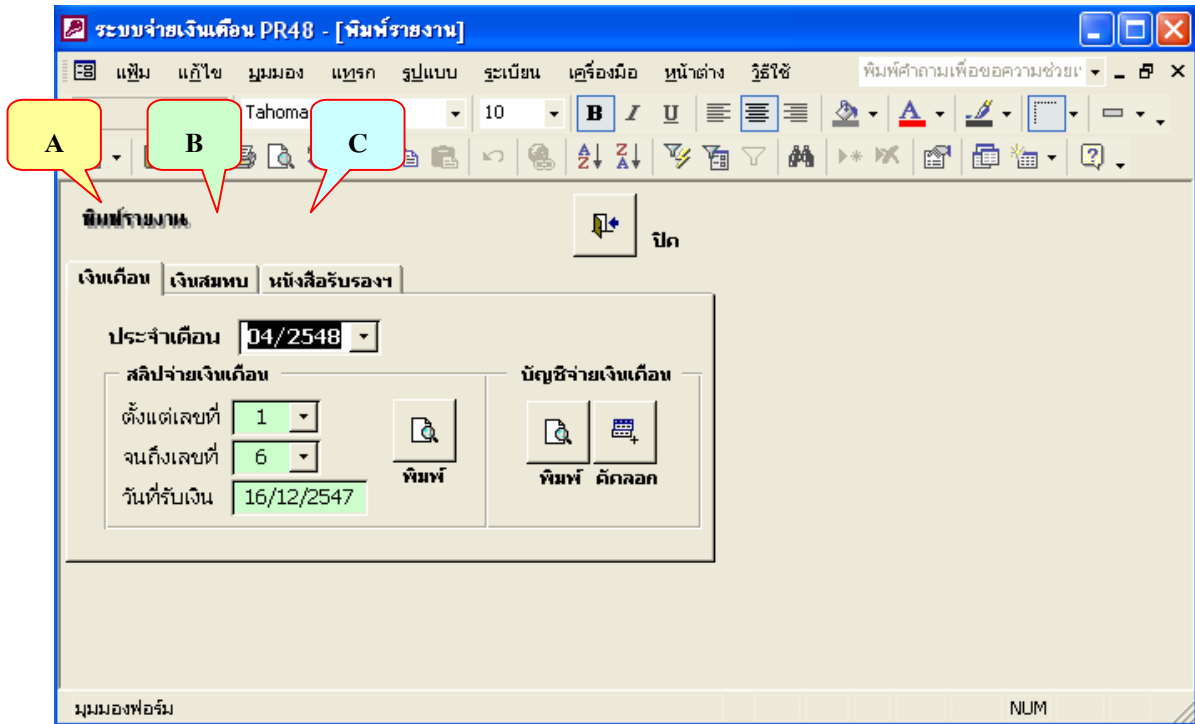 ระบบจ่ายเงินเดือน PR48 - [พิมพ์รายงาน]
แฟ้ม แก้ไข มุมมอง แทรก รูปแบบ ระเบียน เครื่องมือ หน้าต่าง วิธีใช้ พิมพ์คำถามเพื่อขอความช่วยเ
Tahoma 10 B I U
A B C
พิมพ์รายงาน
ปิด
เงินเดือน เงินสมทบ หนังสือรับรองฯ
ประจำเดือน 04/2548
สลิปจ่ายเงินเดือน บัญชีจ่ายเงินเดือน
ตั้งแต่เลขที่ 1
จนถึงเลขที่ 6
พิมพ์ พิมพ์ คัดลอก
วันที่รับเงิน 16/12/2547
มุมมองฟอร์ม NUM